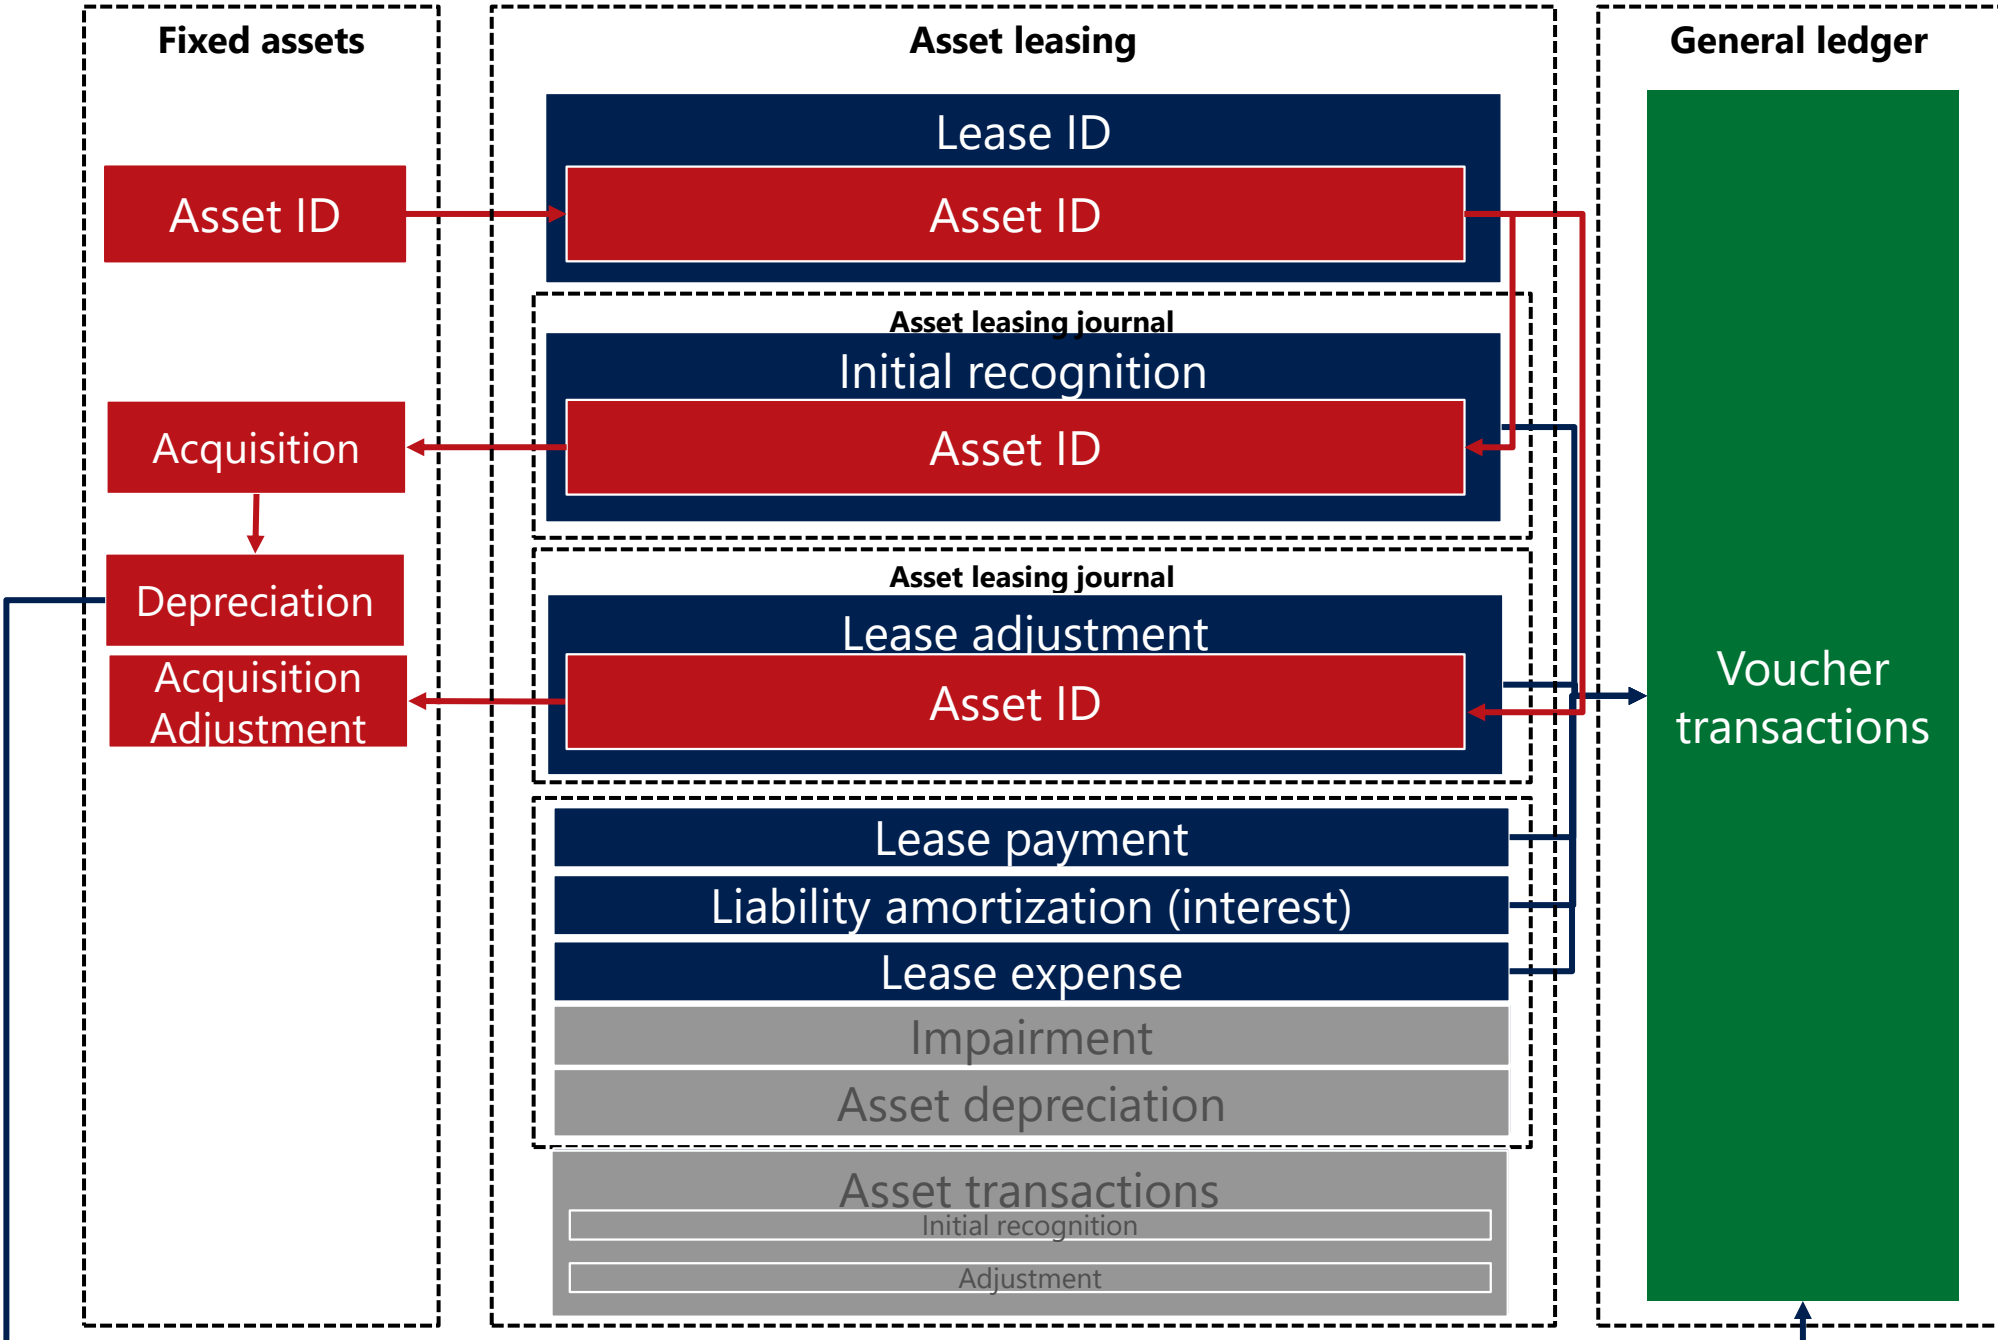 Fixed assets
Asset leasing
General ledger
Lease ID
Asset ID
Asset ID
Asset leasing journal
Initial recognition
Acquisition
Asset ID
Depreciation
Asset leasing journal
Lease adjustment
Acquisition
Adjustment
Asset ID
Voucher
transactions
Lease payment
Liability amortization (interest)
Lease expense
Impairment
Asset depreciation
Asset transactions
Initial recognition
Adjustment